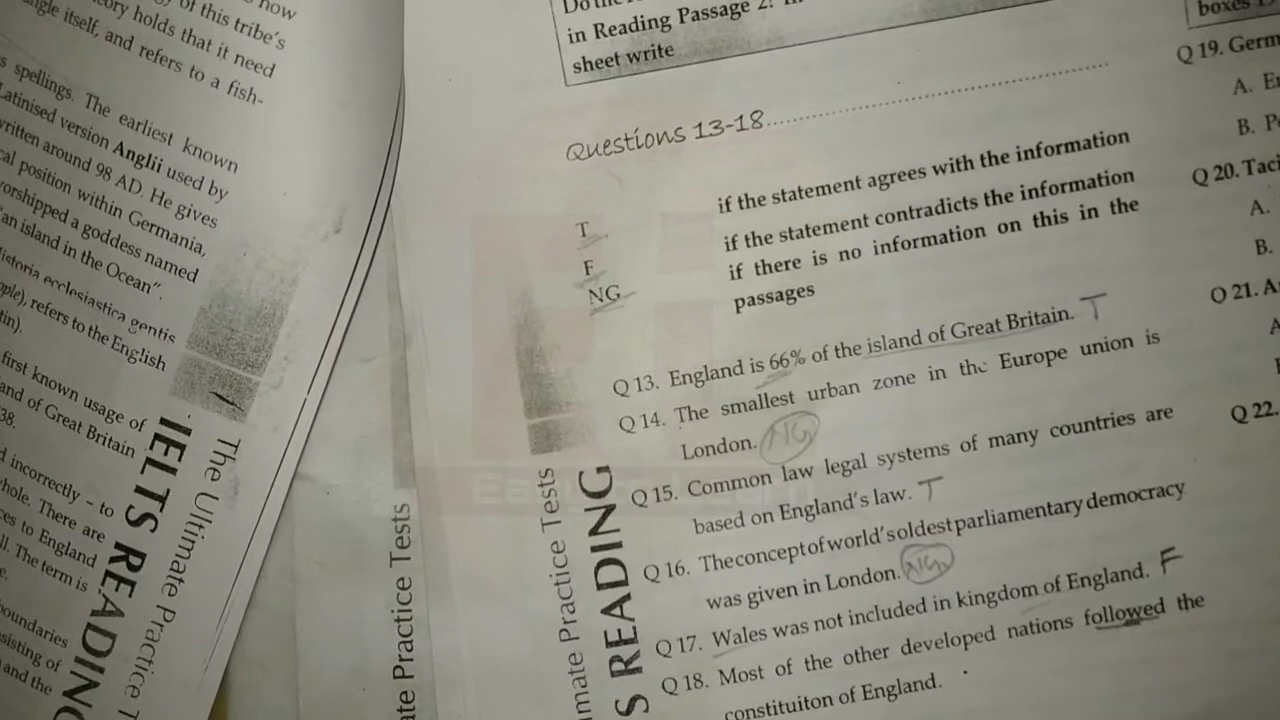 now
of this tribe's
holds that it need
itself, and refers to a fish-
spellings. The earliest known
Latinised version Anglii used by
written around 98 AD. He gives
position within Germania,
worshipped a goddess named
"an island in the Ocean".
Historia ecclesiastica gentis
refers to the English
first known usage of
of Great Britain
38.
incorrectly – to
There are
to England
The term is
boundaries
and the
IELTS READING
The Ultimate Practice T
ate Practice Tests
imate Practice Tests
S READING
in Reading Passage 2?
sheet write
Questions 13-18
T if the statement agrees with the information
F if the statement contradicts the information
NG if there is no information on this in the
passages
Q 13. England is 66% of the island of Great Britain. T
Q 14. The smallest urban zone in the Europe union is
London. NG
Q 15. Common law legal systems of many countries are
based on England's law. T
Q 16. The concept of world's oldest parliamentary democracy
was given in London. NG
Q 17. Wales was not included in kingdom of England. F
Q 18. Most of the other developed nations followed the
constituiton of England.
boxes
Q 19. Germ
A.
B.
Q 20. Taci
A.
B.
Q 21.
Q 22.